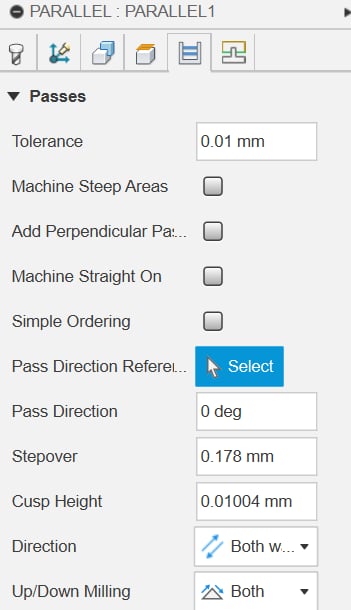 PARALLEL : PARALLEL1
Passes
Tolerance 0.01 mm
Machine Steep Areas
Add Perpendicular Pa...
Machine Straight On
Simple Ordering
Pass Direction Referen... Select
Pass Direction 0 deg
Stepover 0.178 mm
Cusp Height 0.01004 mm
Direction Both w...
Up/Down Milling Both